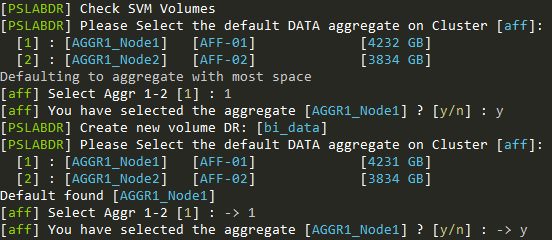 [PSLABDR] Check SVM Volumes
[PSLABDR] Please Select the default DATA aggregate on Cluster [aff]:
[1] : [AGGR1_Node1] [AFF-01] [4232 GB]
[2] : [AGGR1_Node2] [AFF-02] [3834 GB]
Defaulting to aggregate with most space
[aff] Select Aggr 1-2 [1] : 1
[aff] You have selected the aggregate [AGGR1_Node1] ? [y/n] : y
[PSLABDR] Create new volume DR: [bi_data]
[PSLABDR] Please Select the default DATA aggregate on Cluster [aff]:
[1] : [AGGR1_Node1] [AFF-01] [4231 GB]
[2] : [AGGR1_Node2] [AFF-02] [3834 GB]
Default found [AGGR1_Node1]
[aff] Select Aggr 1-2 [1] : -> 1
[aff] You have selected the aggregate [AGGR1_Node1] ? [y/n] : -> y